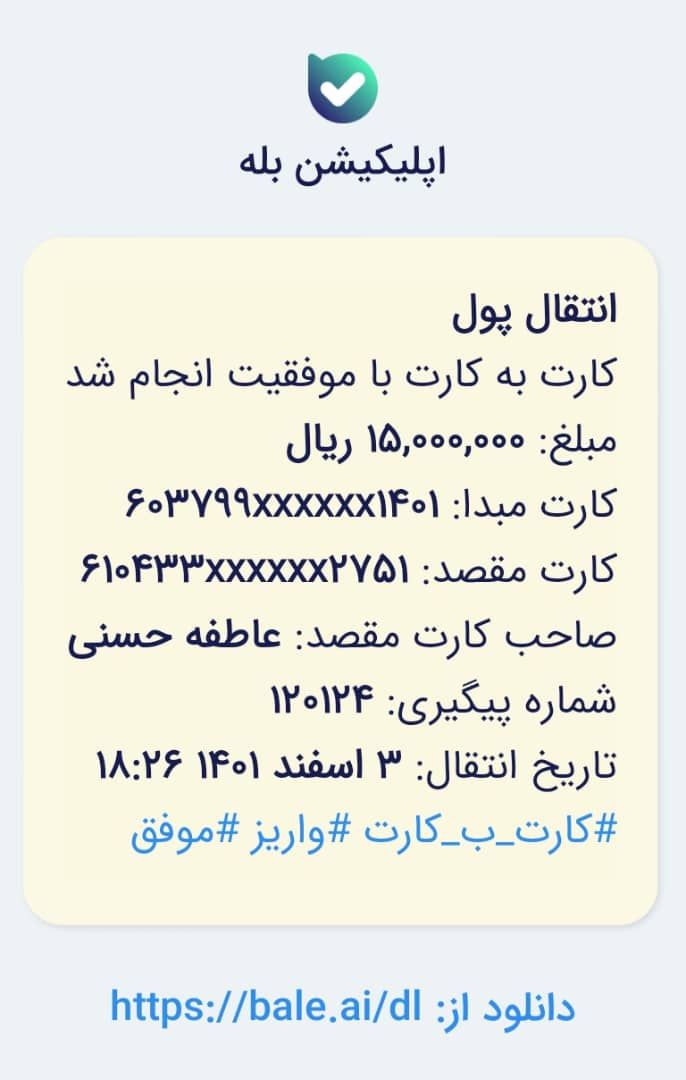 اپلیکیشن بله
انتقال پول
کارت به کارت با موفقیت انجام شد
مبلغ: ۱۵,۰۰۰,۰۰۰ ریال
کارت مبدا: ۶۰۳۷۹۹xxxxxx۱۴۰۱
کارت مقصد: ۶۱۰۴۳۳xxxxxx۲۷۵۱
صاحب کارت مقصد: عاطفه حسنی
شماره پیگیری: ۱۲۰۱۲۴
تاریخ انتقال: ۳ اسفند ۱۴۰۱ ۱۸:۲۶
#کارت_ب_کارت #واریز #موفق
دانلود از: https://bale.ai/dl